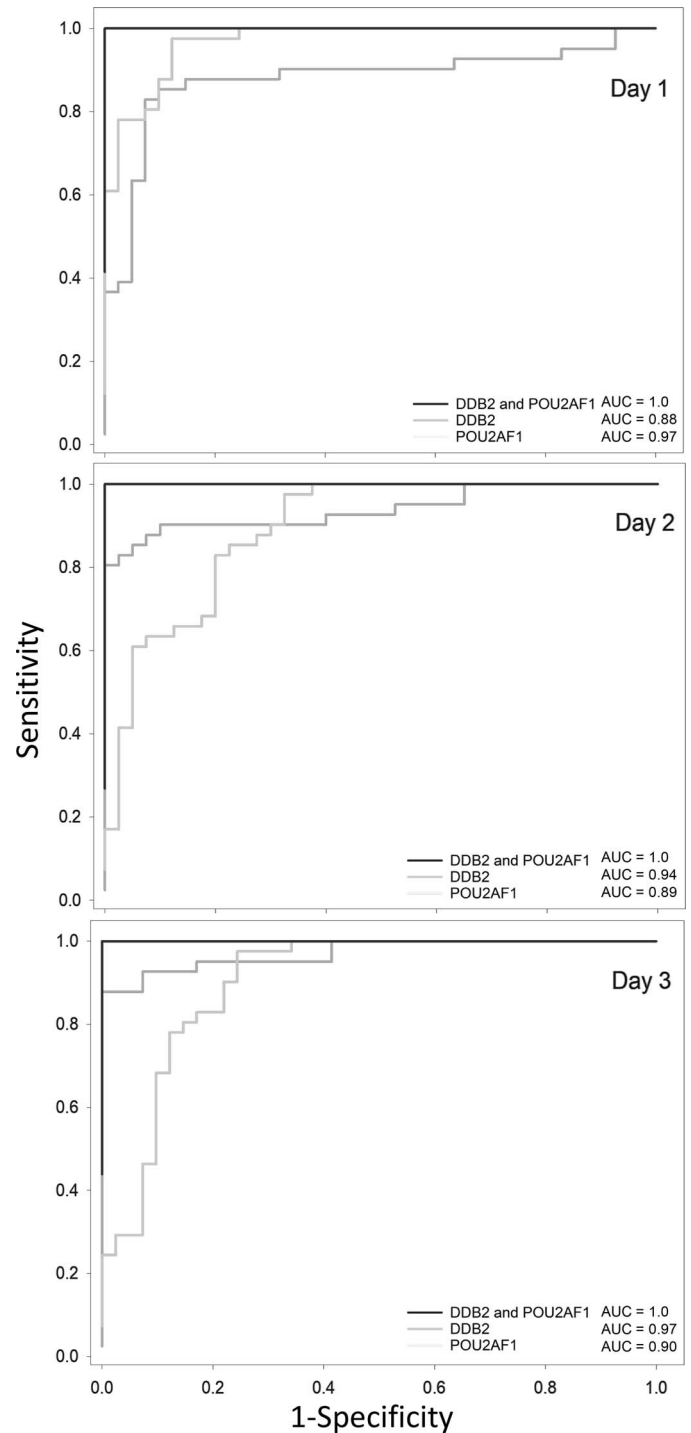 1.0
0.8
0.6
0.4
0.2
0.0
Day 1
DDB2 and POU2AF1 AUC = 1.0
DDB2 AUC = 0.88
POU2AF1 AUC = 0.97
1.0
0.8
0.6
0.4
0.2
0.0
Day 2
DDB2 and POU2AF1 AUC = 1.0
DDB2 AUC = 0.94
POU2AF1 AUC = 0.89
Sensitivity
1.0
0.8
0.6
0.4
0.2
0.0
Day 3
DDB2 and POU2AF1 AUC = 1.0
DDB2 AUC = 0.97
POU2AF1 AUC = 0.90
0.0 0.2 0.4 0.6 0.8 1.0
1-Specificity